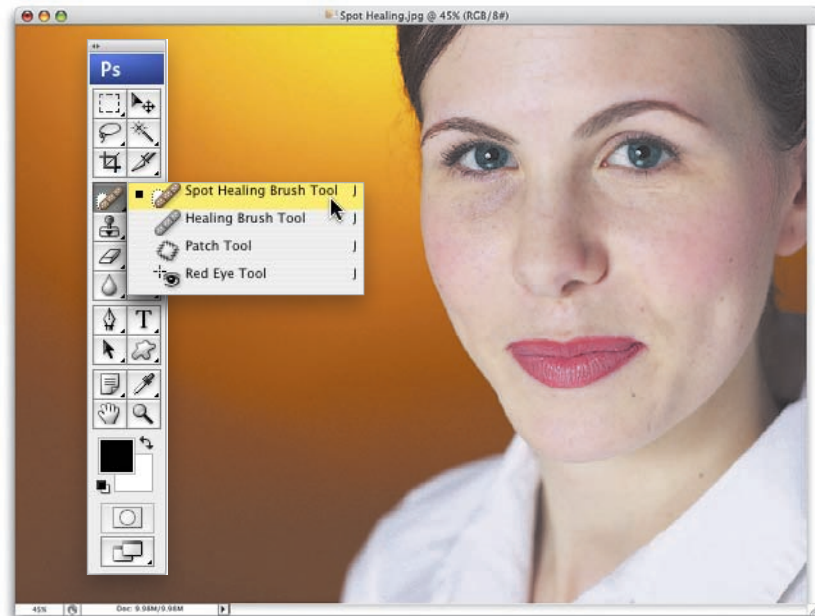 Spot Healing.jpg @ 45% (RGB/8#)
Ps
Spot Healing Brush Tool J
Healing Brush Tool J
Patch Tool J
Red Eye Tool J
T
45% Doc: 9.98M/9.98M